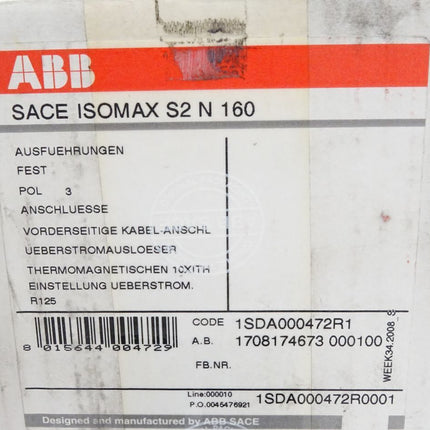 ABB
SACE ISOMAX S2 N 160
AUSFUEHRUNGEN
FEST
POL 3
ANSCHLUESSE
VORDERSEITIGE KABEL-ANSCHL
UEBERSTROMAUSLOESER
THERMOMAGNETISCHEN 10XITH
EINSTELLUNG UEBERSTROM.
R125
CODE 1SDA000472R1
A.B. 1708174673 000100
FB.NR.
8 015644 004729
WEEK34.2008_S
Line:000010
P.O.0045476921
1SDA000472R0001
Designed and manufactured by ABB SACE